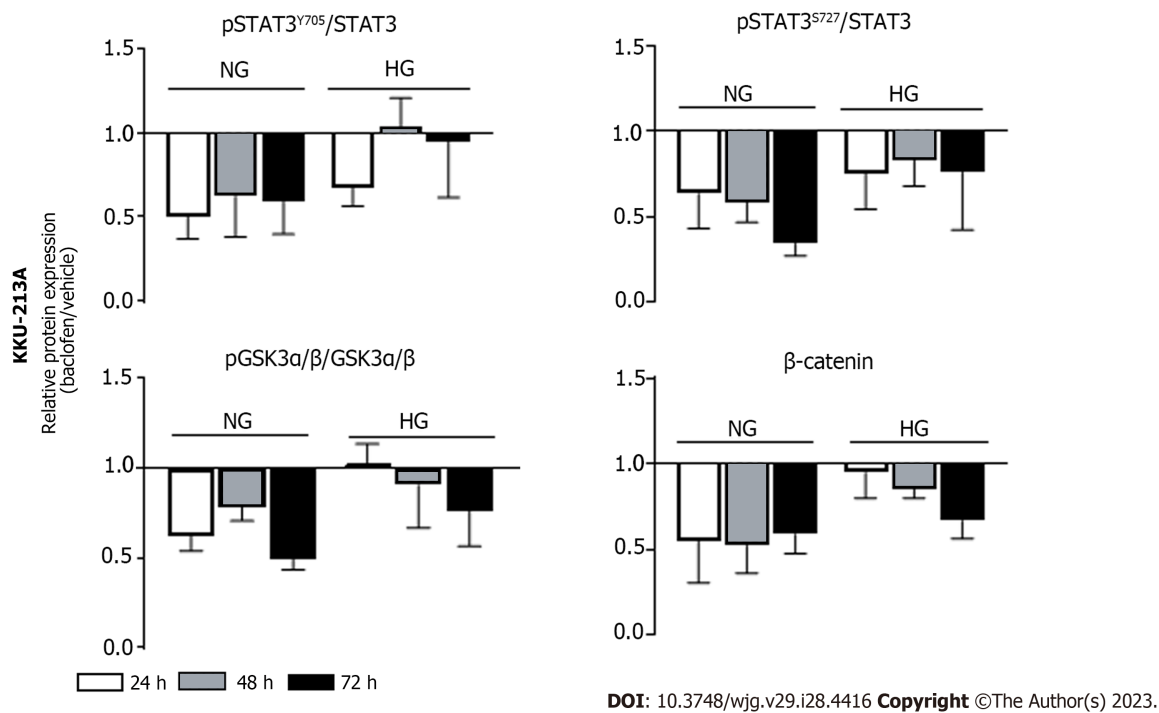 pSTAT3Y705/STAT3
1.5
NG
HG
1.0
0.5
0.0
pSTAT3S727/STAT3
1.5
NG
HG
1.0
0.5
0.0
KKU-213A
Relative protein expression
(baclofen/vehicle)
pGSK3α/β/GSK3α/β
1.5
NG
HG
1.0
0.5
0.0
β-catenin
1.5
NG
HG
1.0
0.5
0.0
24 h
48 h
72 h
DOI: 10.3748/wjg.v29.i28.4416 Copyright ©The Author(s) 2023.